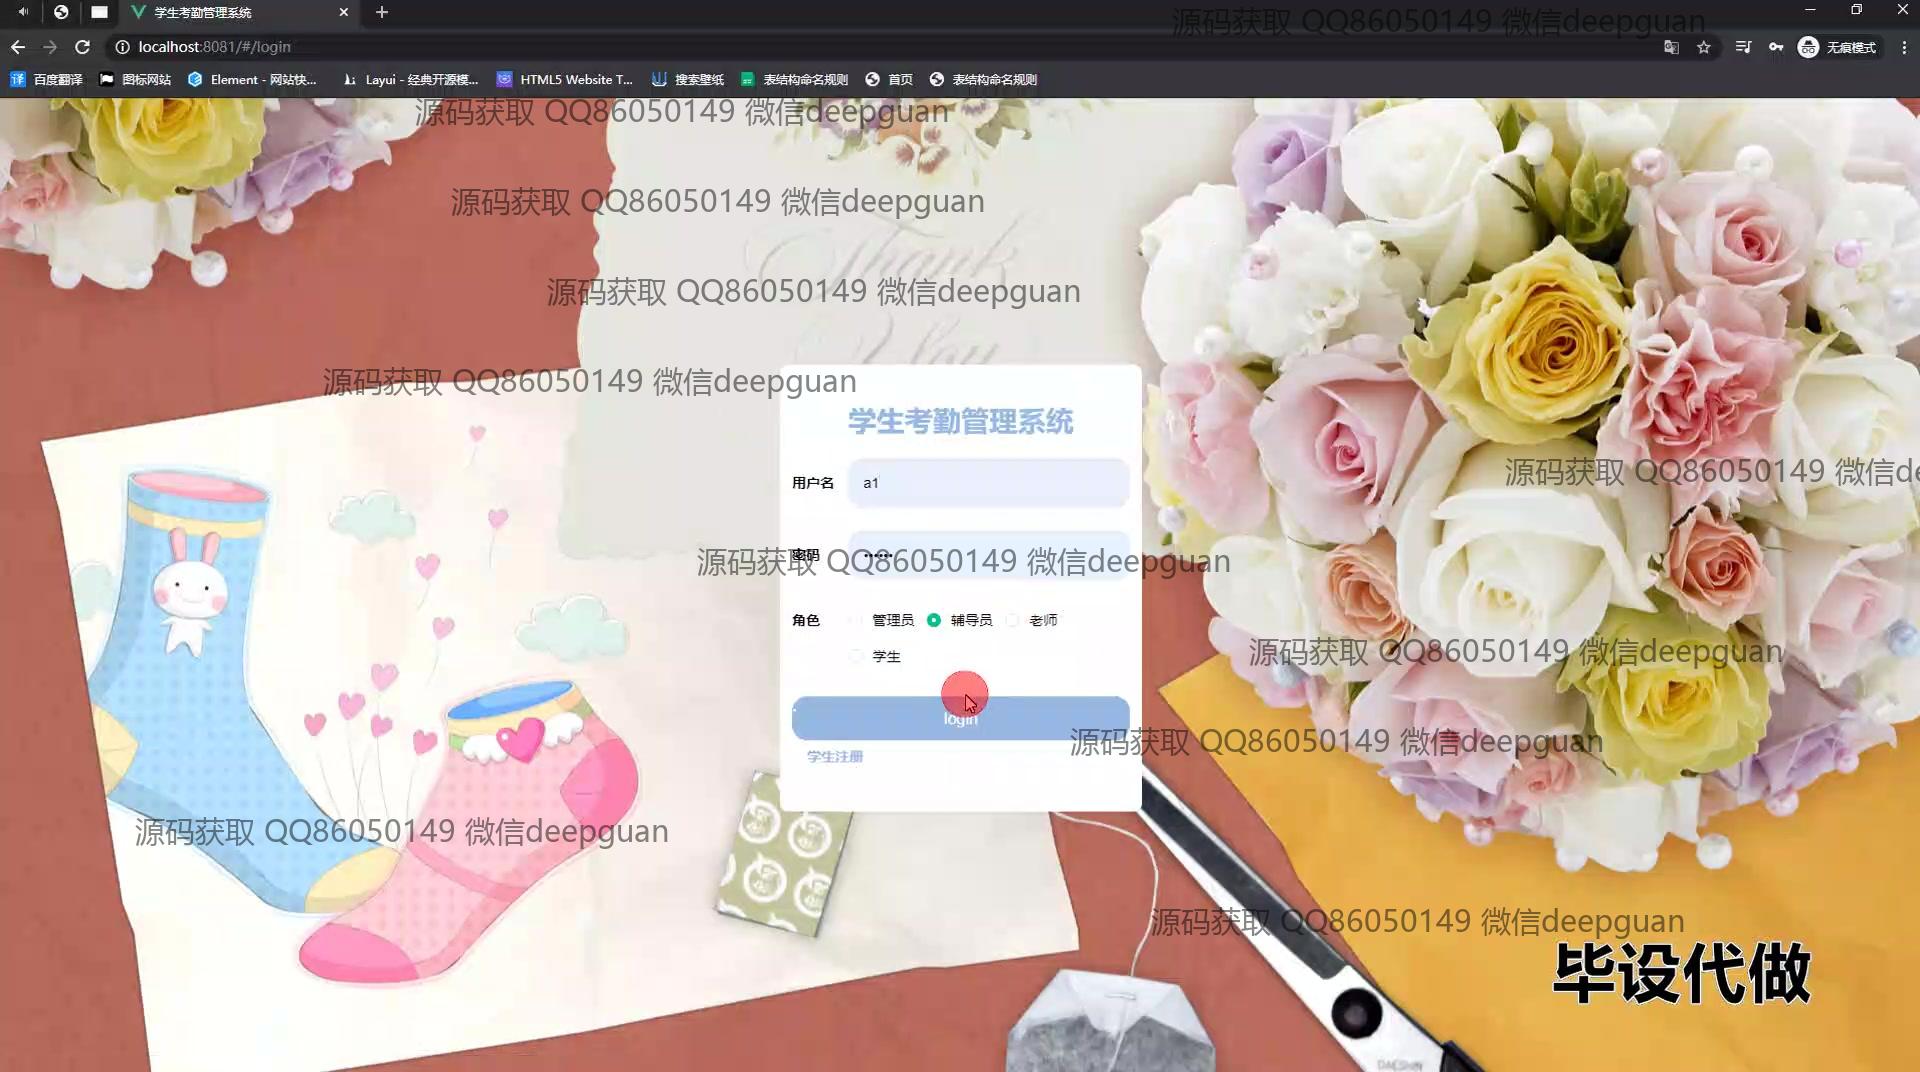 学生考勤管理系统
源码获取 QQ86050149 微信deepguan
localhost:8081/#/login
无痕模式
百度翻译
图标网站
Element - 网站快...
Layui - 经典开源模...
HTML5 Website T...
搜索壁纸
表结构命名规则
首页
表结构命名规则
源码获取 QQ86050149 微信deepguan
源码获取 QQ86050149 微信deepguan
Thank
源码获取 QQ86050149 微信deepguan
You
源码获取 QQ86050149 微信deepguan
学生考勤管理系统
源码获取 QQ86050149 微信de
用户名 a1
密码 ••••••
源码获取 QQ86050149 微信deepguan
角色 管理员 辅导员 老师
学生
源码获取 QQ86050149 微信deepguan
login
源码获取 QQ86050149 微信deepguan
学生注册
源码获取 QQ86050149 微信deepguan
源码获取 QQ86050149 微信deepguan
毕设代做